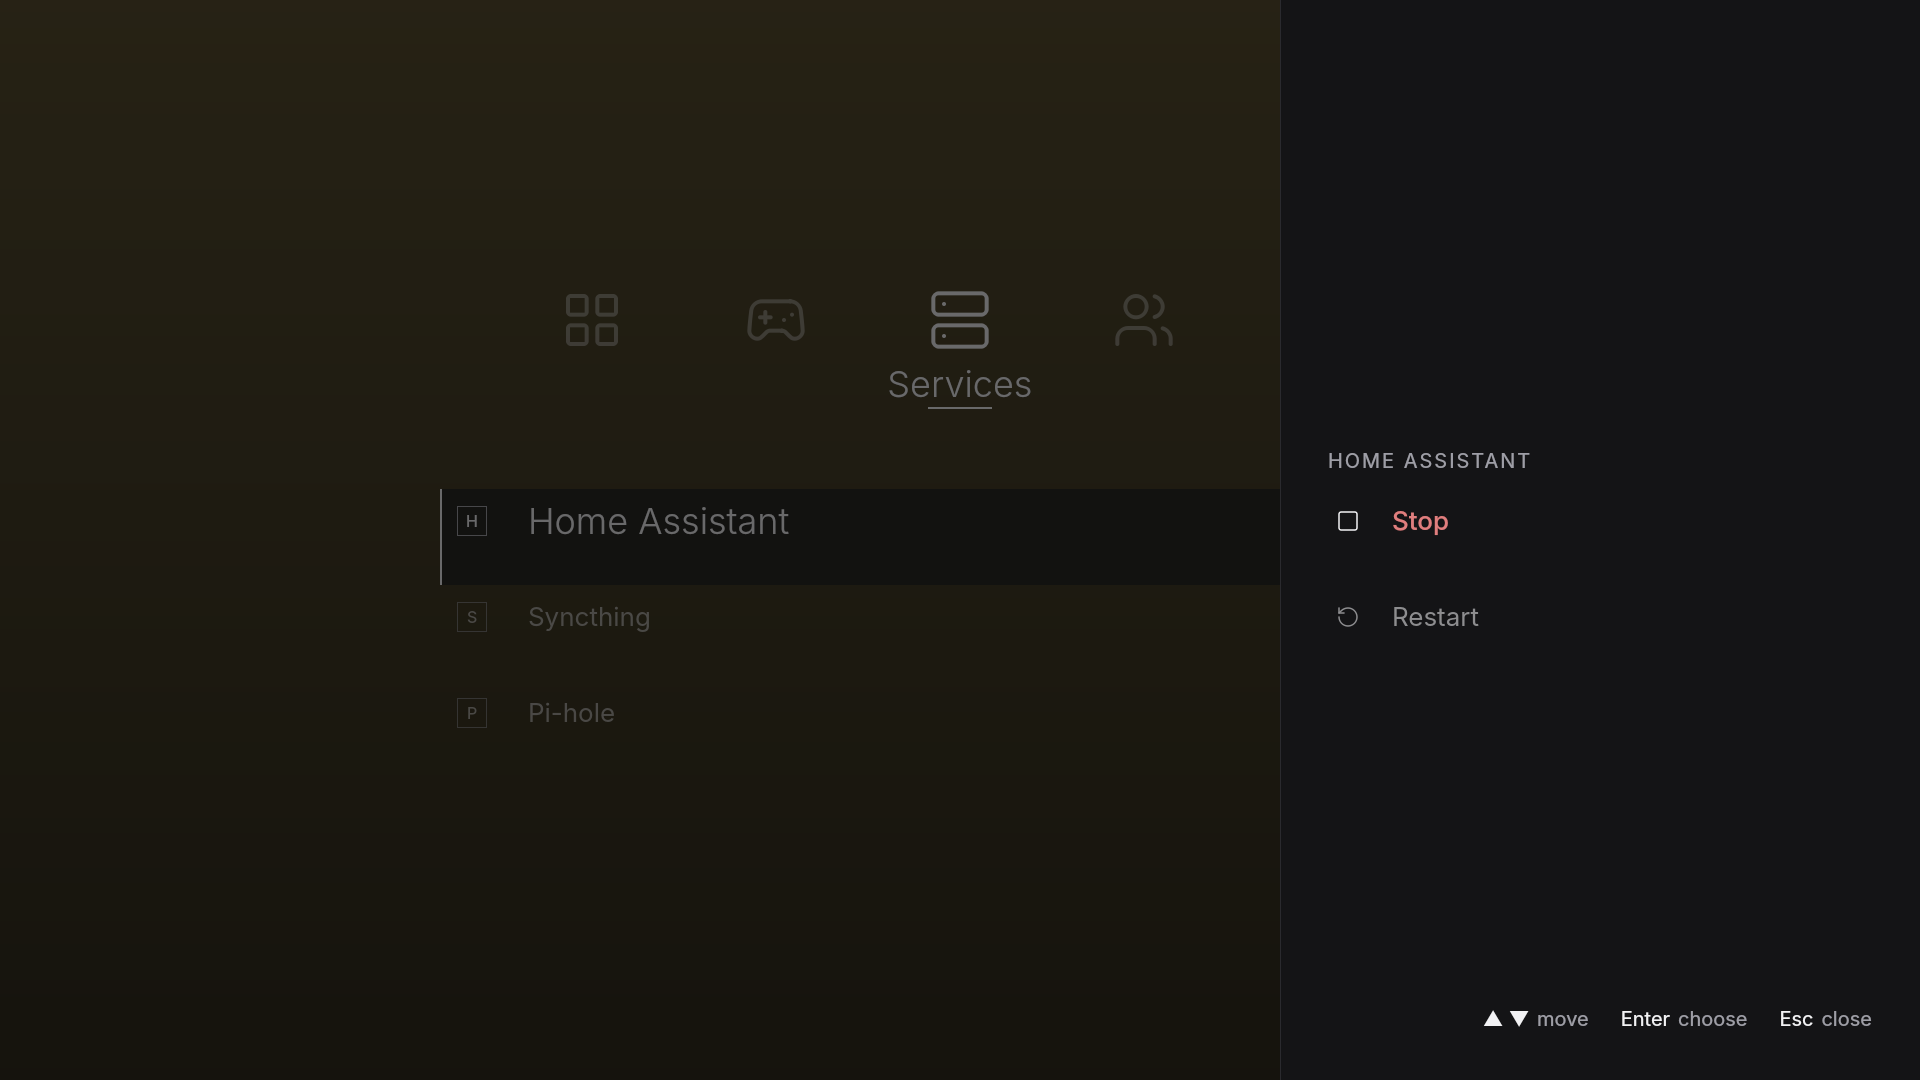 Services
H Home Assistant
S Syncthing
P Pi-hole
HOME ASSISTANT
Stop
Restart
▲ ▼ move Enter choose Esc close